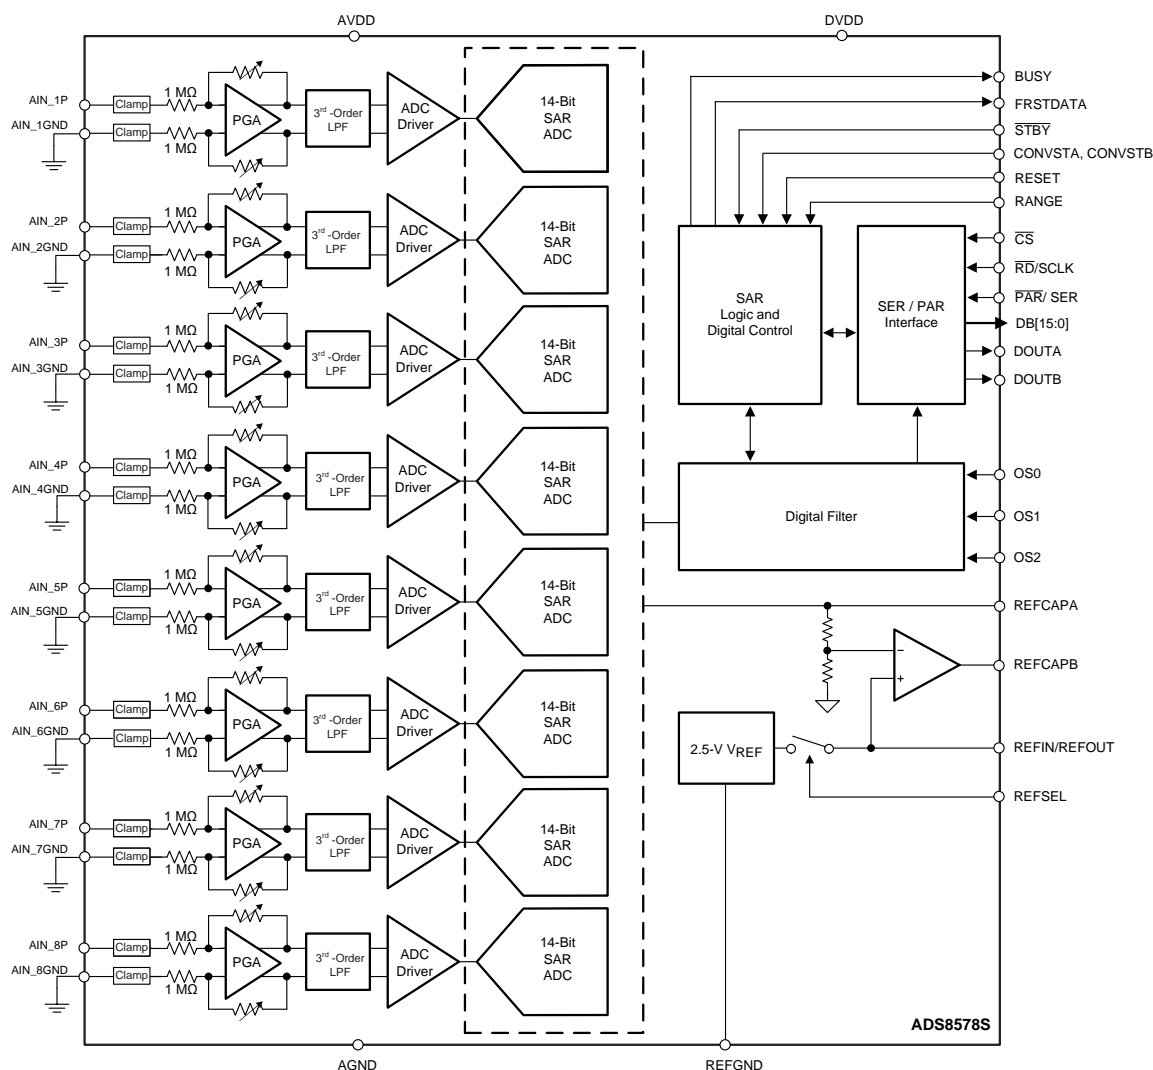 AVDD
DVDD
AIN_1P
Clamp
1 MΩ
AIN_1GND
Clamp
1 MΩ
PGA
3rd -Order
LPF
ADC
Driver
14-Bit
SAR
ADC
AIN_2P
Clamp
1 MΩ
AIN_2GND
Clamp
1 MΩ
PGA
3rd -Order
LPF
ADC
Driver
14-Bit
SAR
ADC
AIN_3P
Clamp
1 MΩ
AIN_3GND
Clamp
1 MΩ
PGA
3rd -Order
LPF
ADC
Driver
14-Bit
SAR
ADC
AIN_4P
Clamp
1 MΩ
AIN_4GND
Clamp
1 MΩ
PGA
3rd -Order
LPF
ADC
Driver
14-Bit
SAR
ADC
AIN_5P
Clamp
1 MΩ
AIN_5GND
Clamp
1 MΩ
PGA
3rd -Order
LPF
ADC
Driver
14-Bit
SAR
ADC
AIN_6P
Clamp
1 MΩ
AIN_6GND
Clamp
1 MΩ
PGA
3rd -Order
LPF
ADC
Driver
14-Bit
SAR
ADC
AIN_7P
Clamp
1 MΩ
AIN_7GND
Clamp
1 MΩ
PGA
3rd -Order
LPF
ADC
Driver
14-Bit
SAR
ADC
AIN_8P
Clamp
1 MΩ
AIN_8GND
Clamp
1 MΩ
PGA
3rd -Order
LPF
ADC
Driver
14-Bit
SAR
ADC
BUSY
FRSTDATA
STBY
CONVSTA, CONVSTB
RESET
RANGE
CS
RD/SCLK
PAR/ SER
DB[15:0]
DOUTA
DOUTB
SAR
Logic and
Digital Control
SER / PAR
Interface
Digital Filter
OS0
OS1
OS2
REFCAPA
−
+
REFCAPB
2.5-V VREF
REFIN/REFOUT
REFSEL
ADS8578S
AGND
REFGND